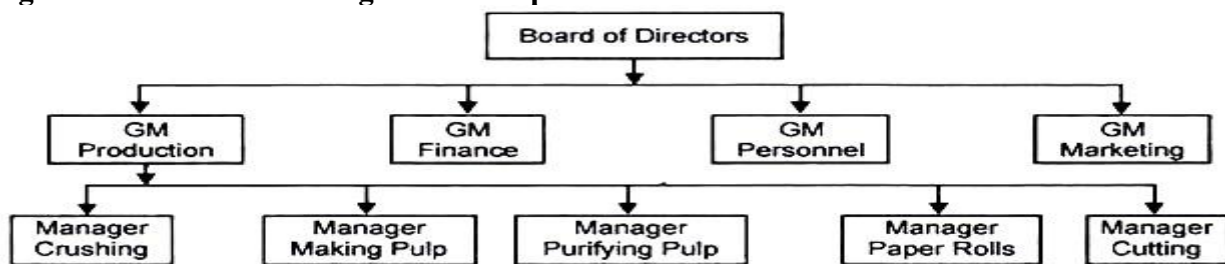 Board of Directors
GM
Production
GM
Finance
GM
Personnel
GM
Marketing
Manager
Crushing
Manager
Making Pulp
Manager
Purifying Pulp
Manager
Paper Rolls
Manager
Cutting